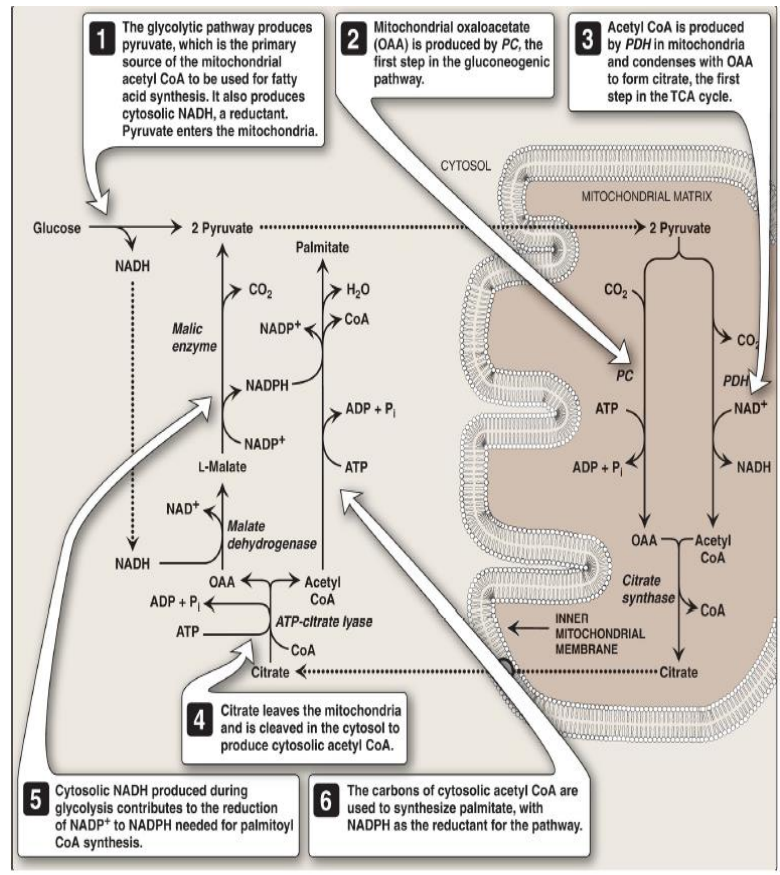 1
The glycolytic pathway produces
pyruvate, which is the primary
source of the mitochondrial
acetyl CoA to be used for fatty
acid synthesis. It also produces
cytosolic NADH, a reductant.
Pyruvate enters the mitochondria.
2
Mitochondrial oxaloacetate
(OAA) is produced by PC, the
first step in the gluconeogenic
pathway.
3
Acetyl CoA is produced
by PDH in mitochondria
and condenses with OAA
to form citrate, the first
step in the TCA cycle.
CYTOSOL
MITOCHONDRIAL MATRIX
Glucose
2 Pyruvate
2 Pyruvate
NADH
Palmitate
CO2
H2O
CoA
NADP+
Malic
enzyme
NADPH
ADP + Pi
NADP+
ATP
L-Malate
NAD+
Malate
dehydrogenase
NADH
OAA
Acetyl
CoA
ADP + Pi
ATP-citrate lyase
ATP
CoA
Citrate
CO2
CO2
PC
PDH
ATP
NAD+
ADP + Pi
NADH
OAA
Acetyl
CoA
Citrate
synthase
CoA
INNER
MITOCHONDRIAL
MEMBRANE
Citrate
4
Citrate leaves the mitochondria
and is cleaved in the cytosol to
produce cytosolic acetyl CoA.
5
Cytosolic NADH produced during
glycolysis contributes to the reduction
of NADP+ to NADPH needed for palmitoyl
CoA synthesis.
6
The carbons of cytosolic acetyl CoA are
used to synthesize palmitate, with
NADPH as the reductant for the pathway.